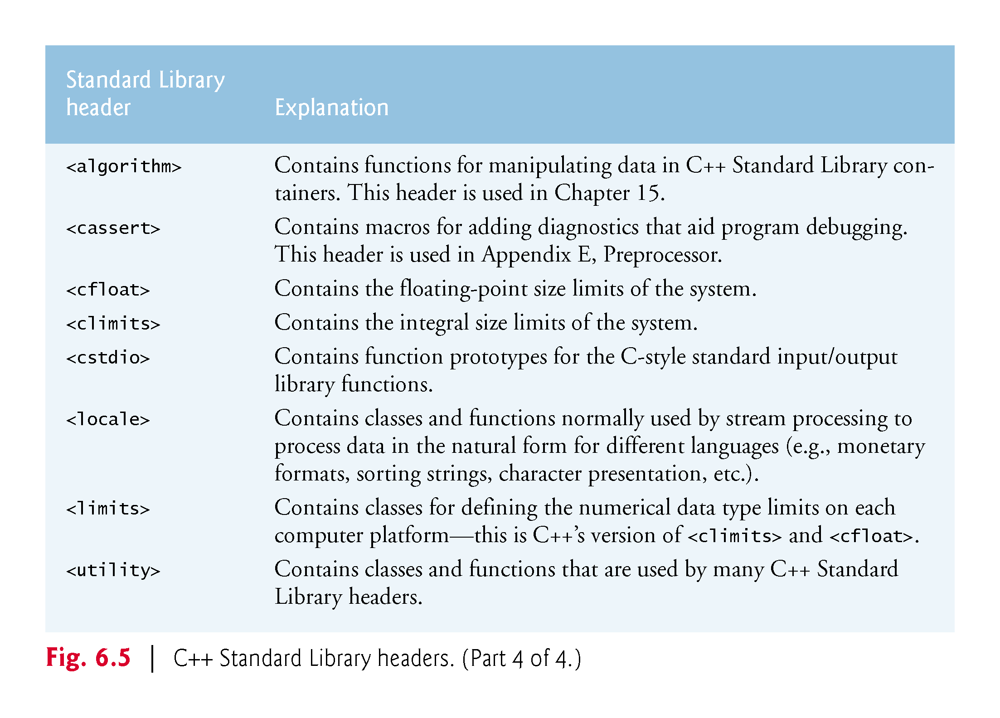 Standard Library
header Explanation
<algorithm> Contains functions for manipulating data in C++ Standard Library con-
tainers. This header is used in Chapter 15.
<cassert> Contains macros for adding diagnostics that aid program debugging.
This header is used in Appendix E, Preprocessor.
<cfloat> Contains the floating-point size limits of the system.
<climits> Contains the integral size limits of the system.
<cstdio> Contains function prototypes for the C-style standard input/output
library functions.
<locale> Contains classes and functions normally used by stream processing to
process data in the natural form for different languages (e.g., monetary
formats, sorting strings, character presentation, etc.).
<limits> Contains classes for defining the numerical data type limits on each
computer platform—this is C++’s version of <climits> and <cfloat>.
<utility> Contains classes and functions that are used by many C++ Standard
Library headers.
Fig. 6.5 | C++ Standard Library headers. (Part 4 of 4.)